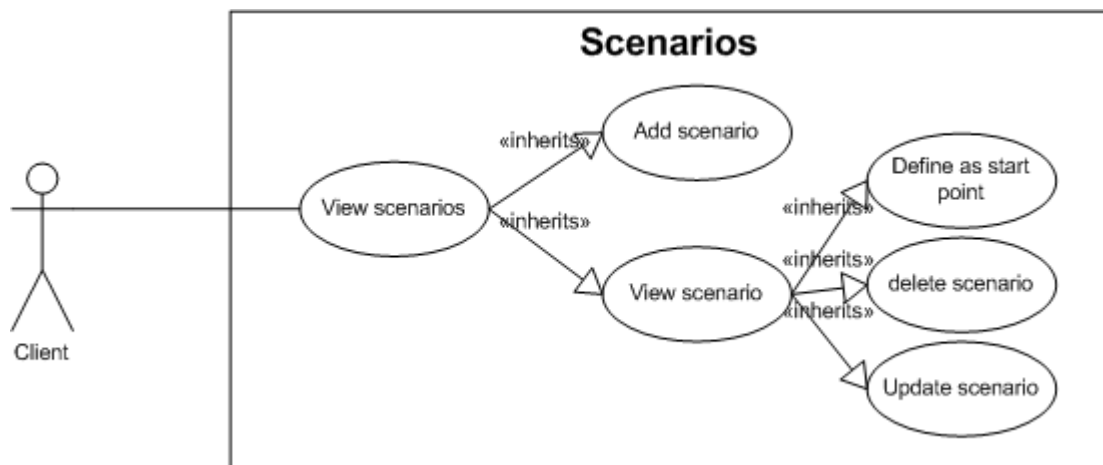 Scenarios
Add scenario
«inherits»
Define as start
point
View scenarios
«inherits»
«inherits»
«inherits»
delete scenario
View scenario
«inherits»
Client
Update scenario